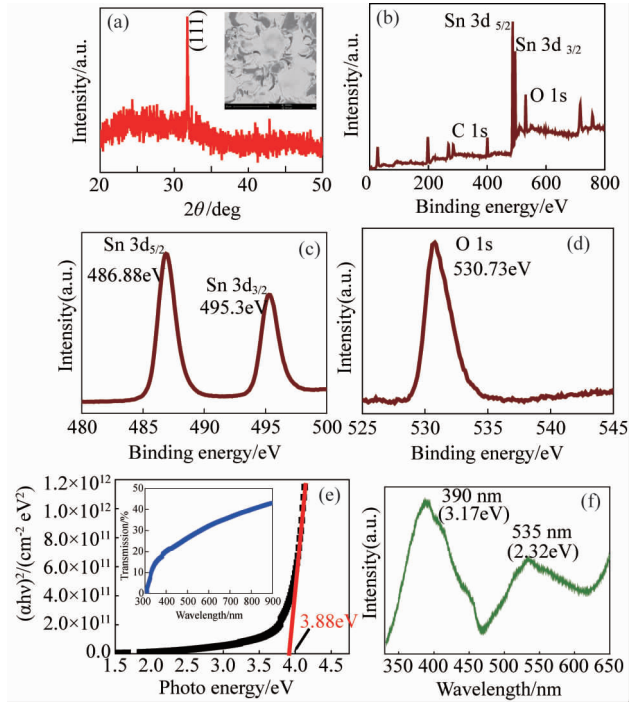 (a)
(111)
Intensity/a.u.
20 30 40 50
2θ/deg
(b)
Sn 3d 5/2
Sn 3d 3/2
O 1s
C 1s
Intensity/a.u.
0 200 400 600 800
Binding energy/eV
(c)
Sn 3d5/2
486.88eV
Sn 3d3/2
495.3eV
Intensity(a.u.)
480 485 490 495 500
Binding energy/eV
(d)
O 1s
530.73eV
Intensity(a.u.)
525 530 535 540 545
Binding energy/eV
(e)
(αhν)²/(cm⁻² eV²)
1.2×10¹²
1.0×10¹²
8.0×10¹¹
6.0×10¹¹
4.0×10¹¹
2.0×10¹¹
0.0
1.5 2.0 2.5 3.0 3.5 4.0 4.5
Photo energy/eV
3.88eV
Transmission/%
50
40
30
20
10
0
300 400 500 600 700 800 900
Wavelength/nm
(f)
390 nm
(3.17eV)
535 nm
(2.32eV)
Intensity(a.u.)
350 400 450 500 550 600 650
Wavelength/nm